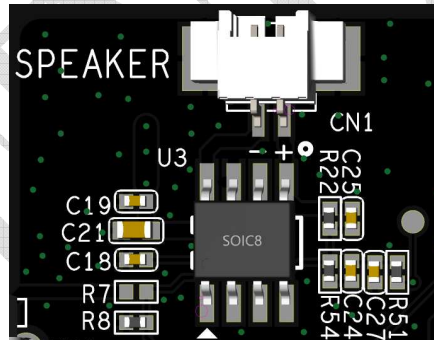 SPEAKER
CN1
- +
U3
R22
C25
C19
C21
SOIC8
C18
R7
R8
R54
C24
C27
R51